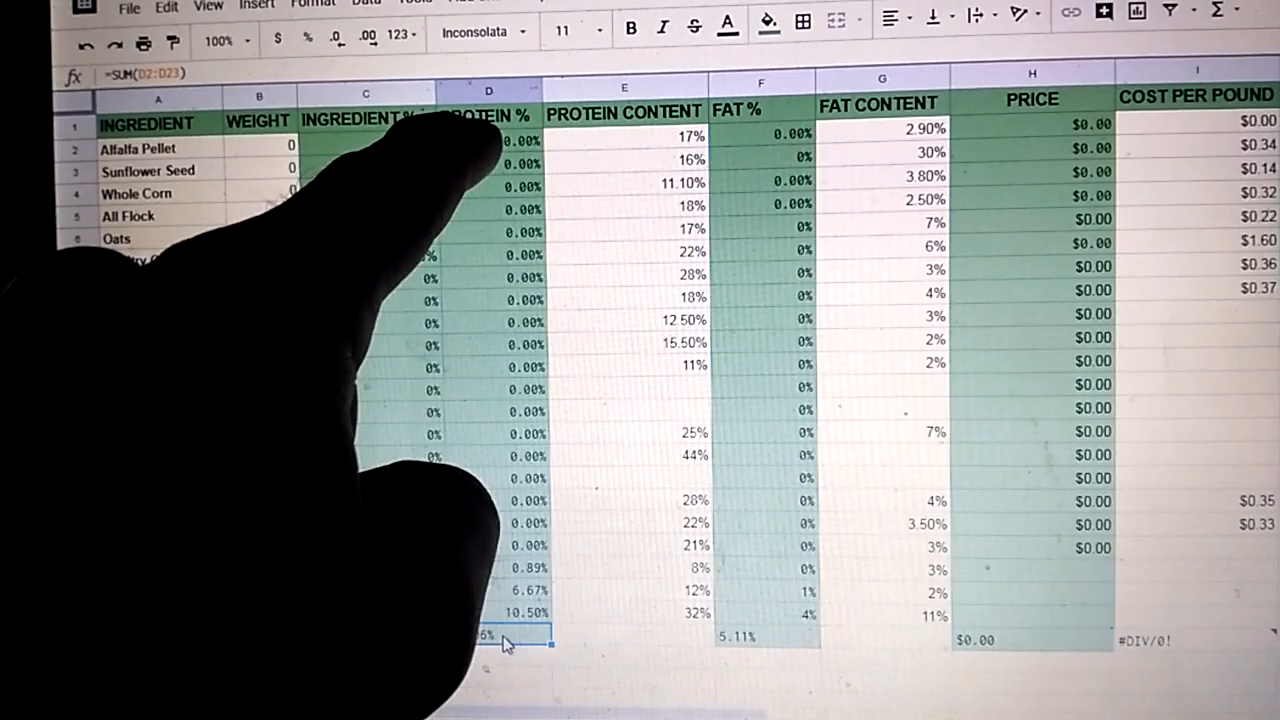 File Edit View Insert Format Data
100% $ % .0 .00 123 Inconsolata 11 B I S A
fx =SUM(D2:D23)
A B C D E F G H I
1 INGREDIENT WEIGHT INGREDIENT % PROTEIN % PROTEIN CONTENT FAT % FAT CONTENT PRICE COST PER POUND
2 Alfalfa Pellet 0 0.00% 17% 0.00% 2.90% $0.00 $0.00
3 Sunflower Seed 0 0.00% 16% 0% 30% $0.00 $0.34
4 Whole Corn 0 0.00% 11.10% 0.00% 3.80% $0.00 $0.14
5 All Flock 0.00% 18% 0.00% 2.50% $0.00 $0.32
6 Oats 0.00% 17% 0% 7% $0.00 $0.22
0.00% 22% 0% 6% $0.00 $1.60
0% 0.00% 28% 0% 3% $0.00 $0.36
0% 0.00% 18% 0% 4% $0.00 $0.37
0% 0.00% 12.50% 0% 3% $0.00
0% 0.00% 15.50% 0% 2% $0.00
0% 0.00% 11% 0% 2% $0.00
0% 0.00% 0% $0.00
0% 0.00% 0% $0.00
0% 0.00% 25% 0% 7% $0.00
0% 0.00% 44% 0% $0.00
0.00% 0% $0.00
0.00% 28% 0% 4% $0.00 $0.35
0.00% 22% 0% 3.50% $0.00 $0.33
0.00% 21% 0% 3% $0.00
0.89% 8% 0% 3%
6.67% 12% 1% 2%
10.50% 32% 4% 11%
6% 5.11% $0.00 #DIV/0!